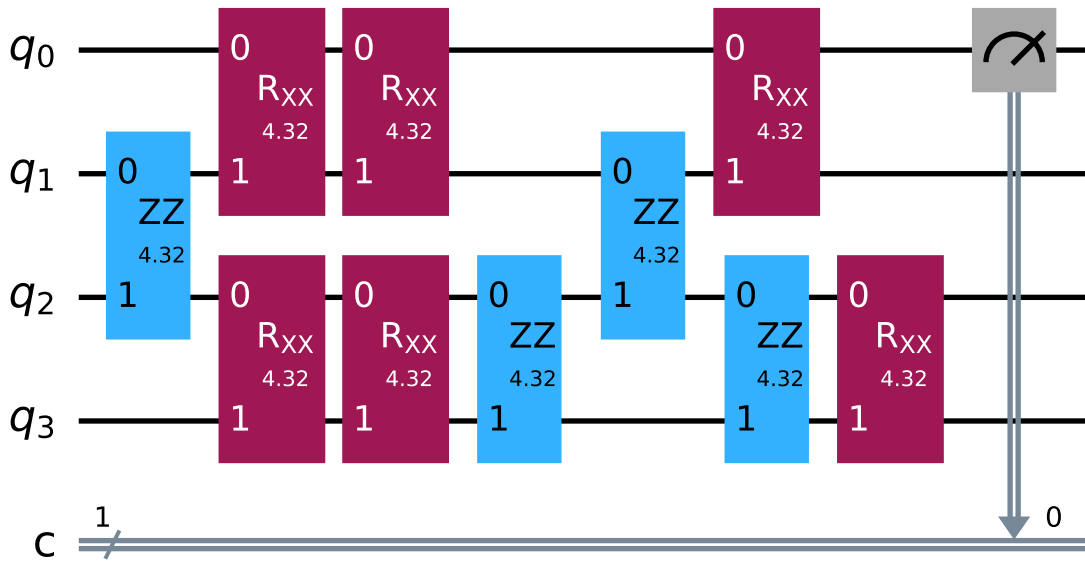 q0 0 0 0
RXX RXX RXX
4.32 4.32 4.32
q1 0 1 1 0 1
ZZ ZZ
4.32 4.32
q2 1 0 0 0 1 0 0
RXX RXX ZZ ZZ RXX
4.32 4.32 4.32 4.32 4.32
q3 1 1 1 1 1
1 0
c